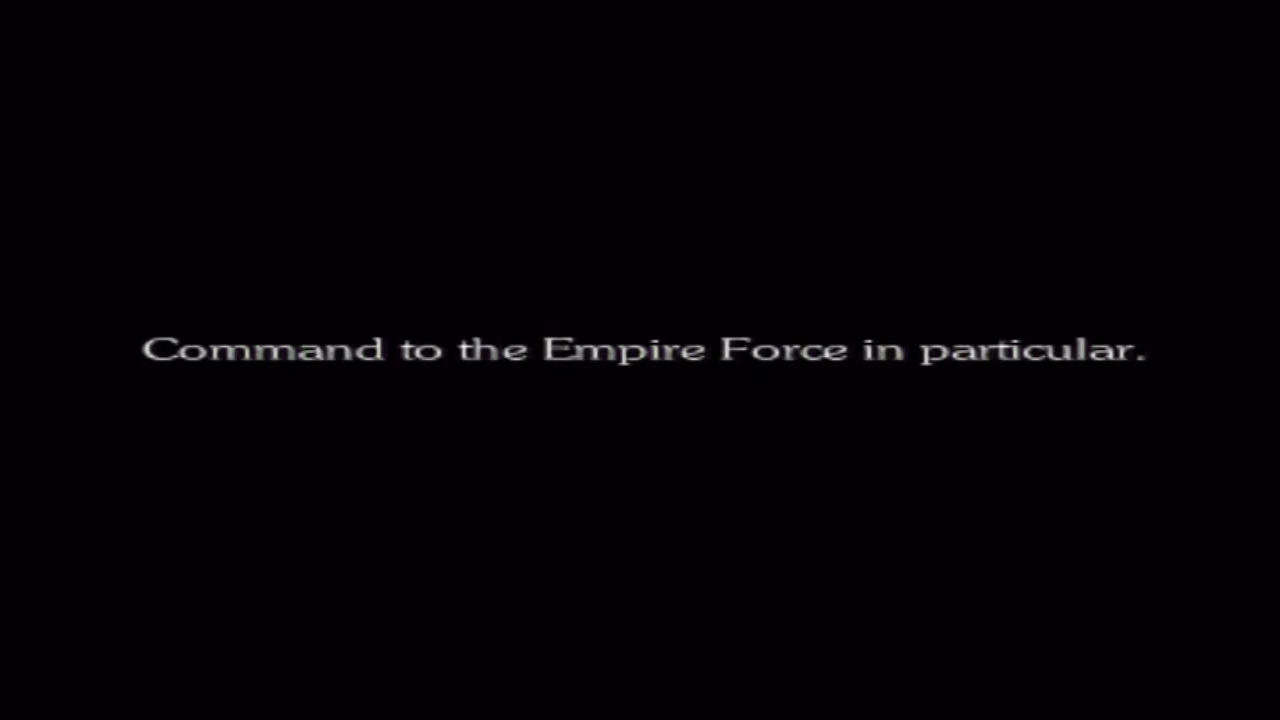 Command to the Empire Force in particular.